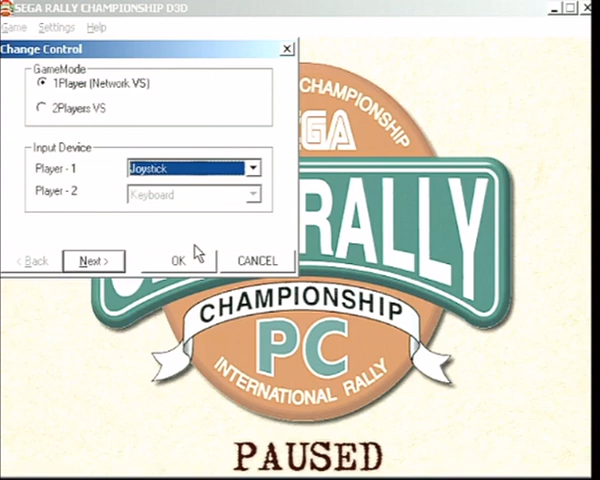 SEGA RALLY CHAMPIONSHIP D3D
Game Settings Help
Change Control
GameMode
1Player (Network VS)
2Players VS
Input Device
Player - 1 Joystick
Player - 2 Keyboard
< Back Next > OK CANCEL
CHAMPIONSHIP
RALLY
CHAMPIONSHIP
PC
INTERNATIONAL RALLY
PAUSED